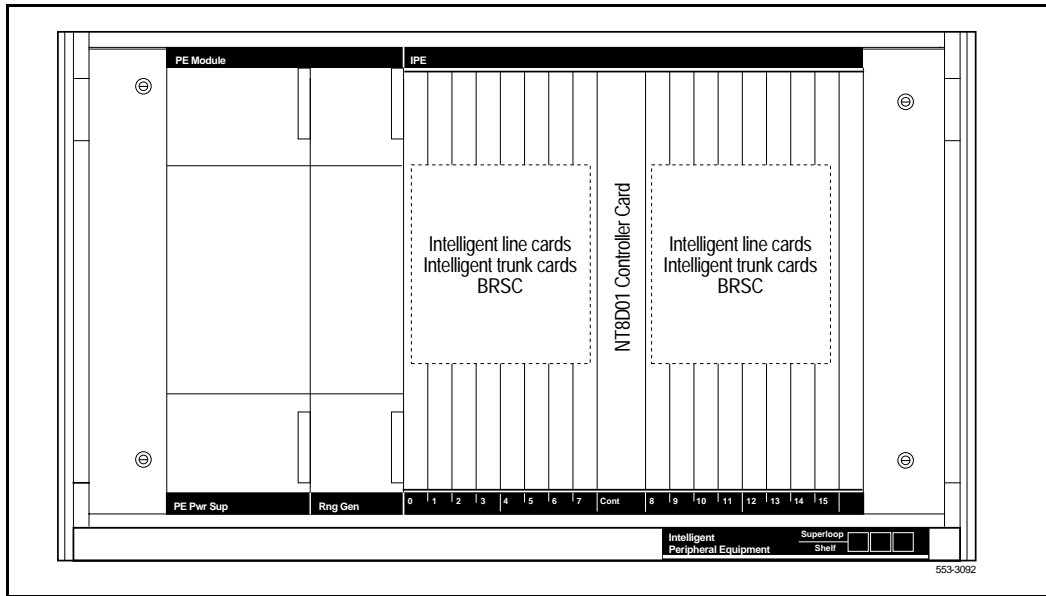 PE Module
IPE
Intelligent line cards
Intelligent trunk cards
BRSC
NT8D01 Controller Card
Intelligent line cards
Intelligent trunk cards
BRSC
PE Pwr Sup
Rng Gen
0 1 2 3 4 5 6 7 Cont 8 9 10 11 12 13 14 15
Intelligent
Peripheral Equipment
Superloop
Shelf
553-3092